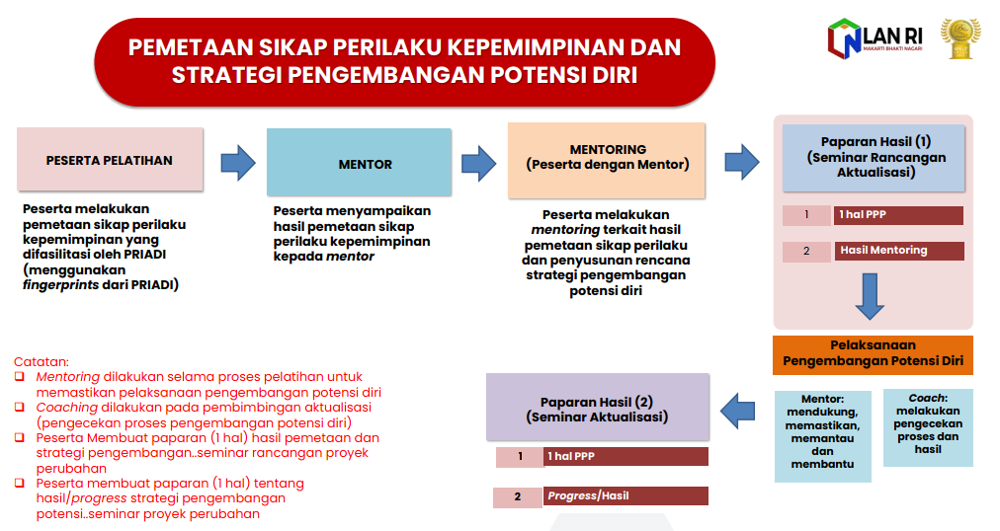 PEMETAAN SIKAP PERILAKU KEPEMIMPINAN DAN
STRATEGI PENGEMBANGAN POTENSI DIRI
LAN RI
MAKARTI BHAKTI NAGARI
PESERTA PELATIHAN
Peserta melakukan
pemetaan sikap perilaku
kepemimpinan yang
difasilitasi oleh PRIADI
(menggunakan
fingerprints dari PRIADI)
MENTOR
Peserta menyampaikan
hasil pemetaan sikap
perilaku kepemimpinan
kepada mentor
MENTORING
(Peserta dengan Mentor)
Peserta melakukan
mentoring terkait hasil
pemetaan sikap perilaku
dan penyusunan rencana
strategi pengembangan
potensi diri
Paparan Hasil (1)
(Seminar Rancangan
Aktualisasi)
1 1 hal PPP
2 Hasil Mentoring
Pelaksanaan
Pengembangan Potensi Diri
Mentor:
mendukung,
memastikan,
memantau
dan
membantu
Coach:
melakukan
pengecekan
proses dan
hasil
Paparan Hasil (2)
(Seminar Aktualisasi)
1 1 hal PPP
2 Progress/Hasil
Catatan:
❑ Mentoring dilakukan selama proses pelatihan untuk
memastikan pelaksanaan pengembangan potensi diri
❑ Coaching dilakukan pada pembimbingan aktualisasi
(pengecekan proses pengembangan potensi diri)
❑ Peserta Membuat paparan (1 hal) hasil pemetaan dan
strategi pengembangan..seminar rancangan proyek
perubahan
❑ Peserta membuat paparan (1 hal) tentang
hasil/progress strategi pengembangan
potensi..seminar proyek perubahan